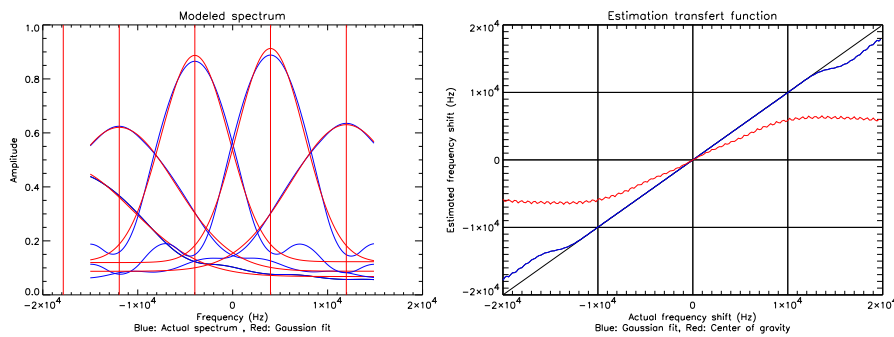 Modeled spectrum
Amplitude
1.0
0.8
0.6
0.4
0.2
0.0
−2×10⁴ −1×10⁴ 0 1×10⁴ 2×10⁴
Frequency (Hz)
Blue: Actual spectrum , Red: Gaussian fit
Estimation transfert function
Estimated frequency shift (Hz)
2×10⁴
1×10⁴
0
−1×10⁴
−2×10⁴
−2×10⁴ −1×10⁴ 0 1×10⁴ 2×10⁴
Actual frequency shift (Hz)
Blue: Gaussian fit, Red: Center of gravity